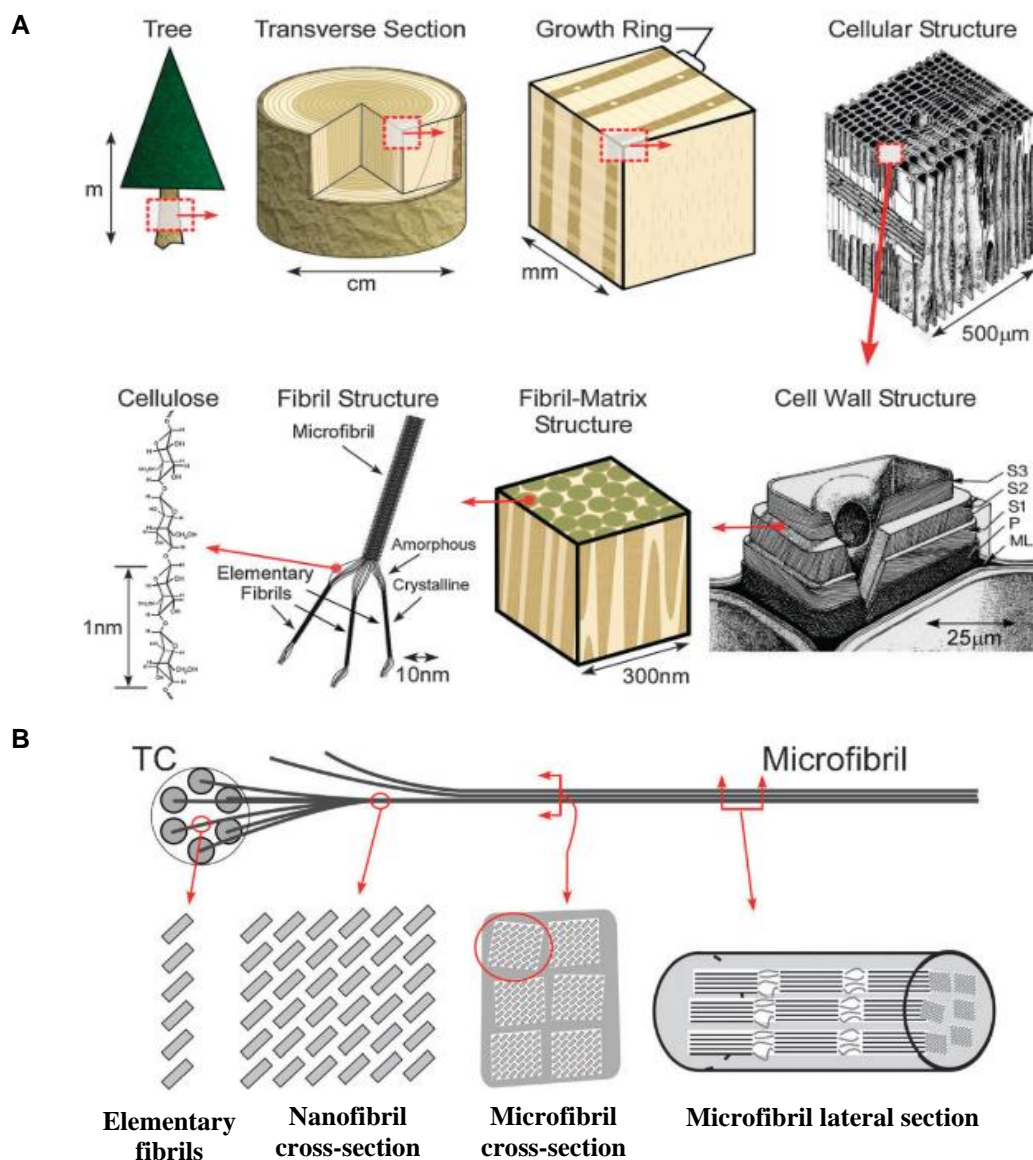 A
Tree
Transverse Section
Growth Ring
Cellular Structure
m
cm
mm
500μm
Cellulose
Fibril Structure
Fibril-Matrix
Structure
Cell Wall Structure
Microfibril
S3
S2
S1
P
ML
Amorphous
Elementary
Fibrils
Crystalline
1nm
10nm
300nm
25μm
B
TC
Microfibril
Elementary
fibrils
Nanofibril
cross-section
Microfibril
cross-section
Microfibril lateral section